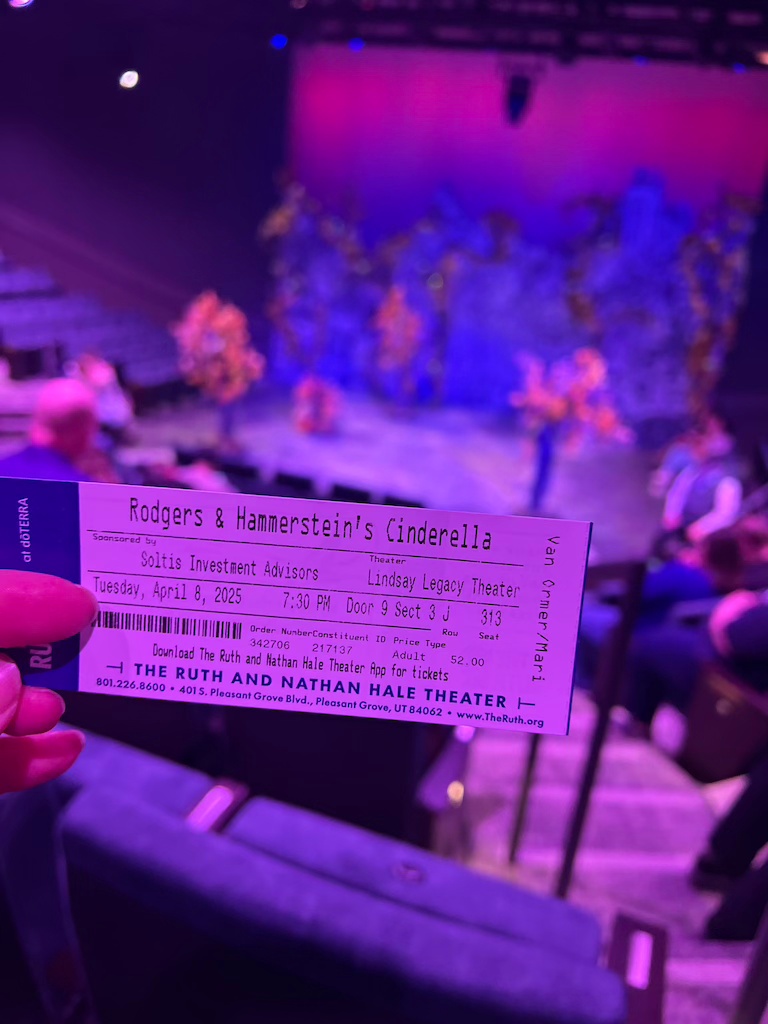 at dōTERRA
RU
Rodgers & Hammerstein's Cinderella
Sponsored by
Theater
Soltis Investment Advisors
Lindsay Legacy Theater
Tuesday, April 8, 2025 7:30 PM Door 9 Sect 3 J 313
Row Seat
Order NumberConstituent ID Price Type
342706 217137 Adult 52.00
Download The Ruth and Nathan Hale Theater App for tickets
THE RUTH AND NATHAN HALE THEATER
801.226.8600 • 401 S. Pleasant Grove Blvd., Pleasant Grove, UT 84062 • www.TheRuth.org
Van Ormer/Mari